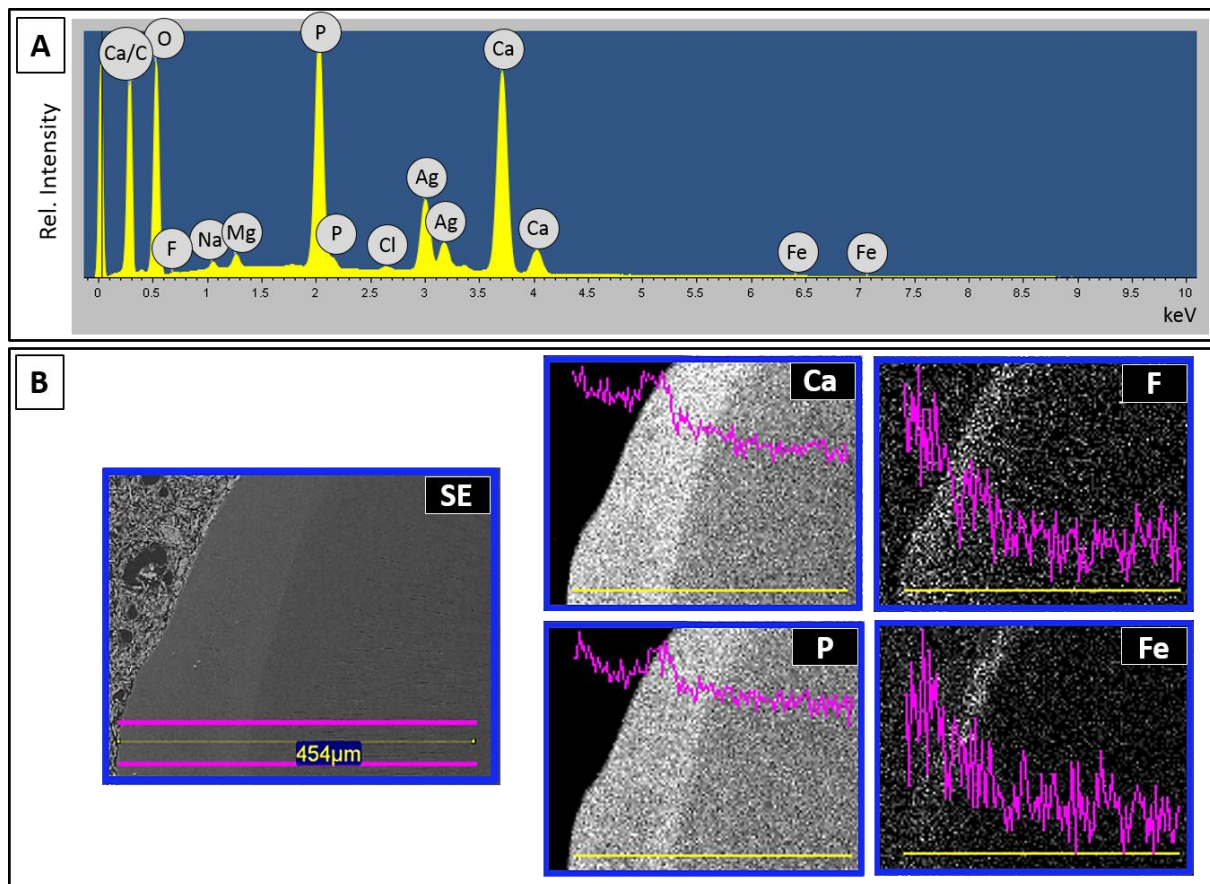 A
Rel. Intensity
Ca/C
O
F
Na
Mg
P
P
Cl
Ag
Ag
Ca
Ca
Fe
Fe
0 0.5 1 1.5 2 2.5 3 3.5 4 4.5 5 5.5 6 6.5 7 7.5 8 8.5 9 9.5 10
keV
B
SE
454µm
Ca
F
P
Fe